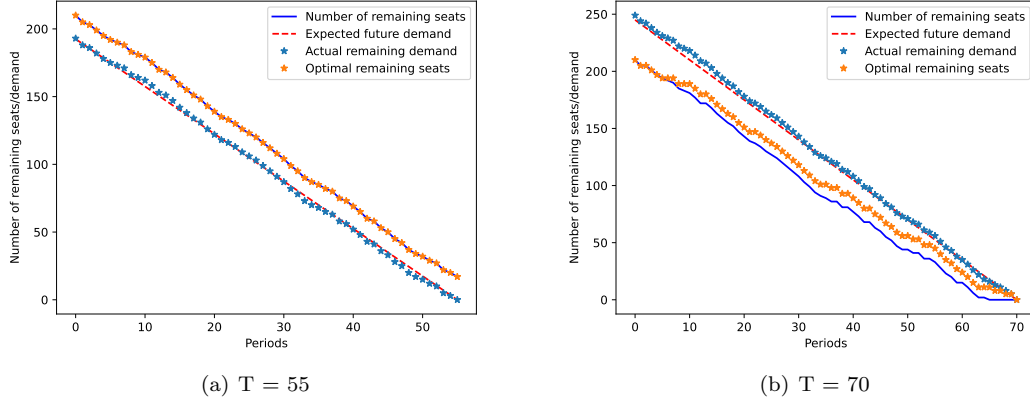 Number of remaining seats/demand
200
150
100
50
0
0
10
20
30
40
50
Periods
Number of remaining seats
Expected future demand
Actual remaining demand
Optimal remaining seats
(a) T = 55
Number of remaining seats/demand
250
200
150
100
50
0
0
10
20
30
40
50
60
70
Periods
Number of remaining seats
Expected future demand
Actual remaining demand
Optimal remaining seats
(b) T = 70